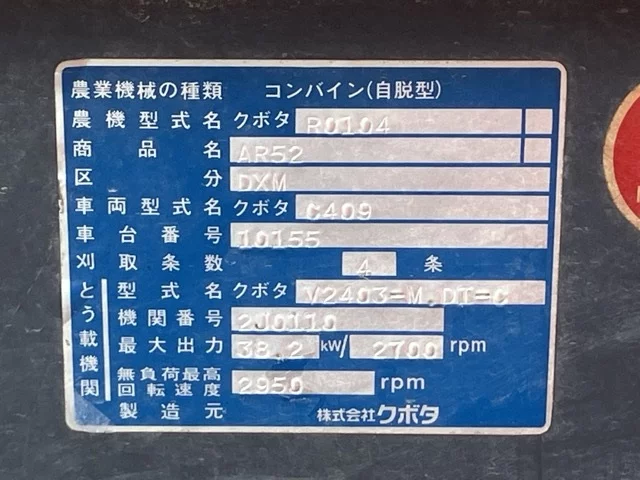 農業機械の種類 コンバイン(自脱型)
農機型式名 クボタ R0104
商品名 AR52
区分 DXM
車両型式名 クボタ C409
車台番号 10155
刈取条数 4 条
とう載機関
型式名 クボタ V2403=M.DI=C
機関番号 2J0110
最大出力 38.2 kw/ 2700 rpm
無負荷最高回転速度 2950 rpm
製造元 株式会社クボタ